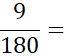 9/180 =